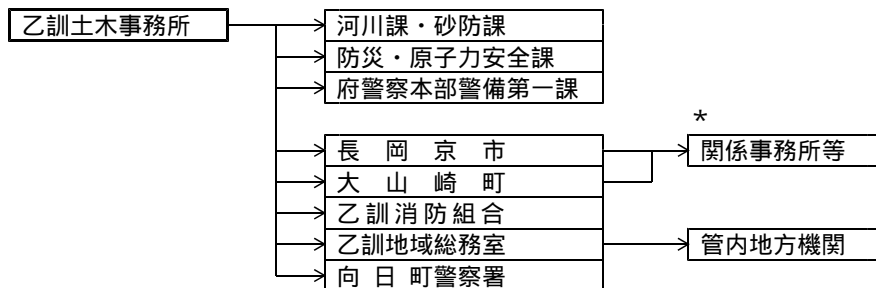 乙訓土木事務所
河川課・砂防課
防災・原子力安全課
府警察本部警備第一課
*
長岡京市
関係事務所等
大山崎町
乙訓消防組合
乙訓地域総務室
管内地方機関
向日町警察署